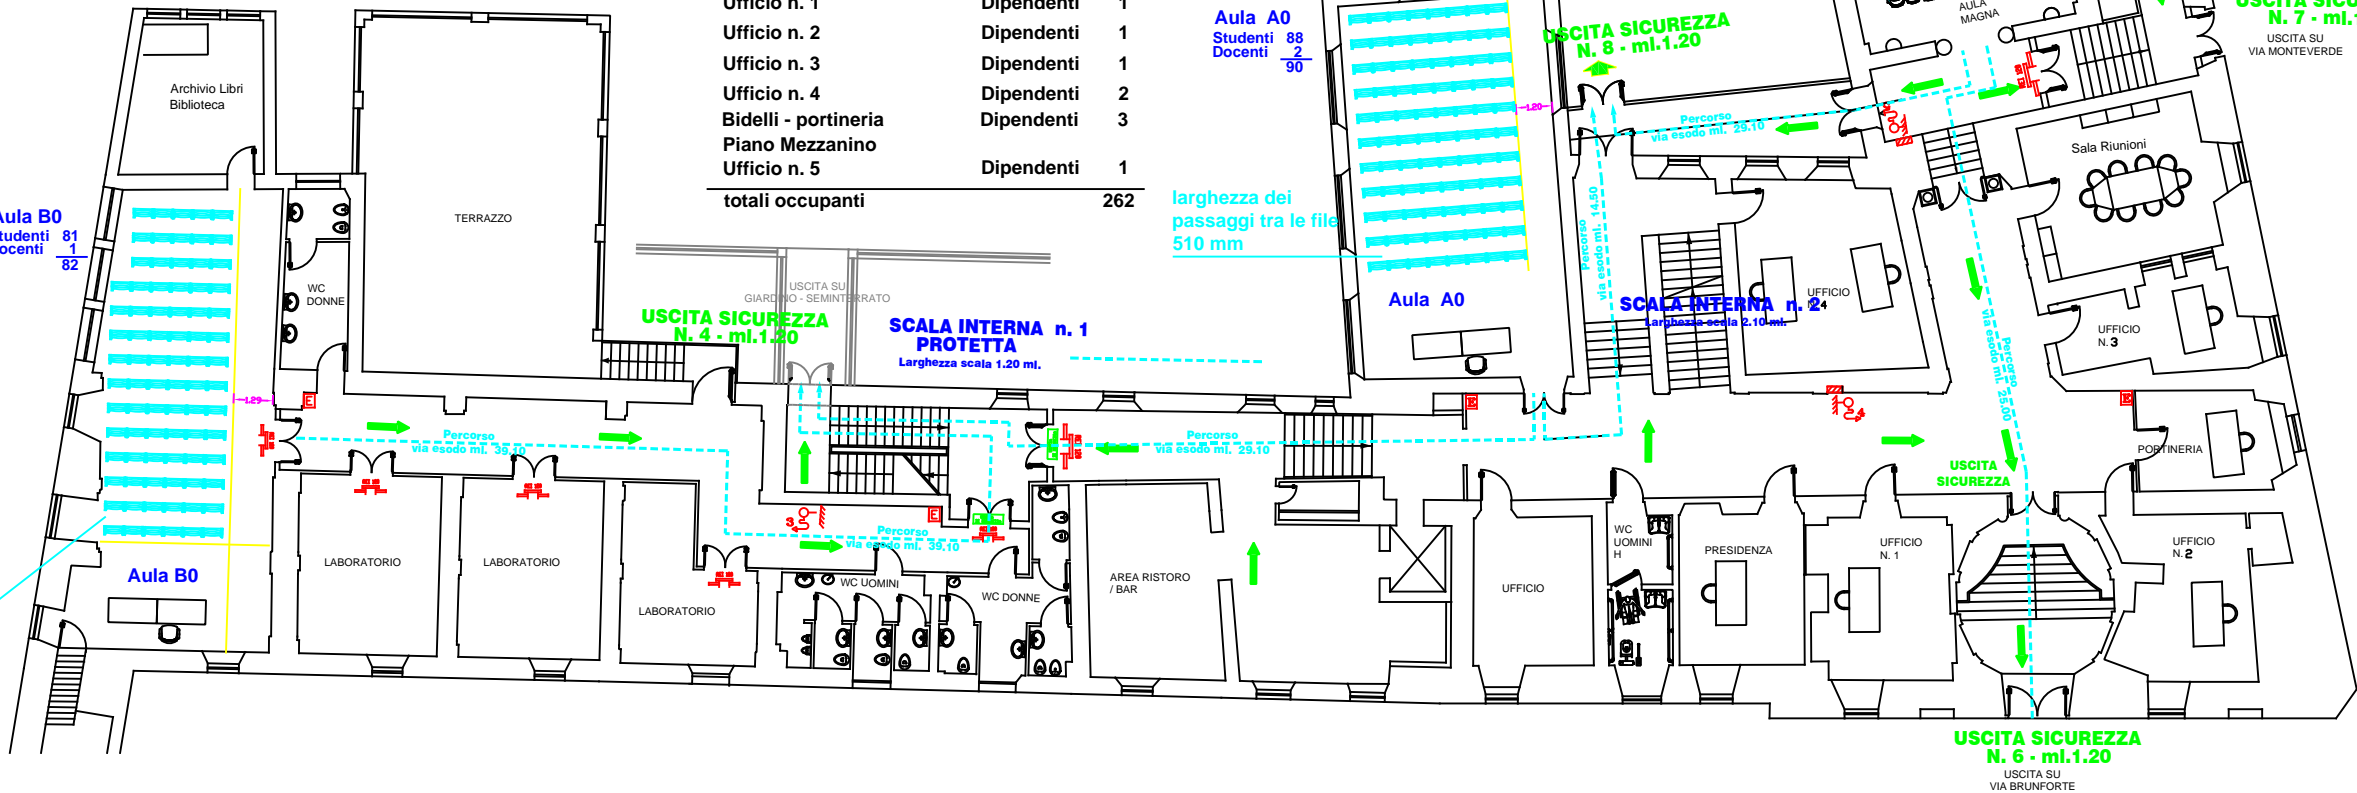 Ufficio n. 1 Dipendenti 1
Ufficio n. 2 Dipendenti 1
Ufficio n. 3 Dipendenti 1
Ufficio n. 4 Dipendenti 2
Bidelli - portineria Dipendenti 3
Piano Mezzanino
Ufficio n. 5 Dipendenti 1
totali occupanti 262
Aula A0
Studenti 88
Docenti 2
90
USCITA SICUREZZA
N. 8 - ml.1.20
AULA
MAGNA
USCITA SICU
N. 7 - ml.1
USCITA SU
VIA MONTEVERDE
Archivio Libri
Biblioteca
TERRAZZO
Aula B0
tudenti 81
ocenti 1
82
WC
DONNE
larghezza dei
passaggi tra le file
510 mm
1.20
Percorso
via esodo ml. 29.10
Percorso
via esodo ml. 14.50
Sala Riunioni
USCITA SU
GIARDINO - SEMINTERRATO
USCITA SICUREZZA
N. 4 - ml.1.20
SCALA INTERNA n. 1
PROTETTA
Larghezza scala 1.20 ml.
Aula A0
SCALA INTERNA n. 2
Larghezza scala 2.10 ml.
UFFICIO
N. 4
UFFICIO
N. 3
Percorso
via esodo ml. 25.00
1.29
E
Percorso
via esodo ml. 39.10
Percorso
via esodo ml. 29.10
4
USCITA
SICUREZZA
PORTINERIA
3
E
Percorso
via esodo ml. 39.10
LABORATORIO
LABORATORIO
LABORATORIO
WC UOMINI
WC DONNE
AREA RISTORO
/ BAR
UFFICIO
WC
UOMINI
H
PRESIDENZA
UFFICIO
N. 1
UFFICIO
N. 2
Aula B0
USCITA SICUREZZA
N. 6 - ml.1.20
USCITA SU
VIA BRUNFORTE